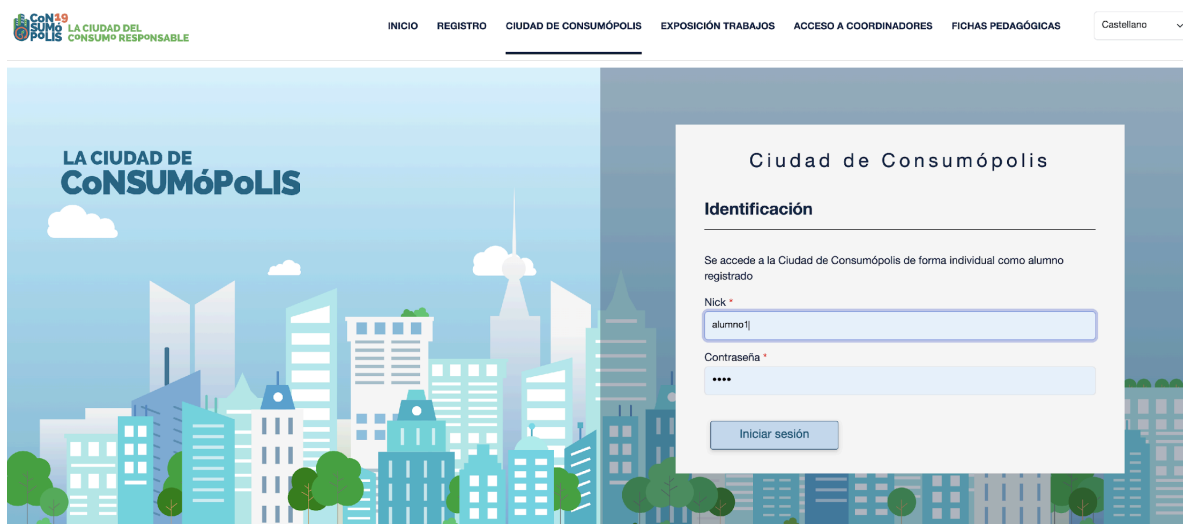 CoN19
SUMó
PoLIS
LA CIUDAD DEL
CONSUMO RESPONSABLE
INICIO REGISTRO CIUDAD DE CONSUMÓPOLIS EXPOSICIÓN TRABAJOS ACCESO A COORDINADORES FICHAS PEDAGÓGICAS Castellano
LA CIUDAD DE
CoNSUMóPoLIS
Ciudad de Consumópolis
Identificación
Se accede a la Ciudad de Consumópolis de forma individual como alumno
registrado
Nick *
alumno1
Contraseña *
••••
Iniciar sesión